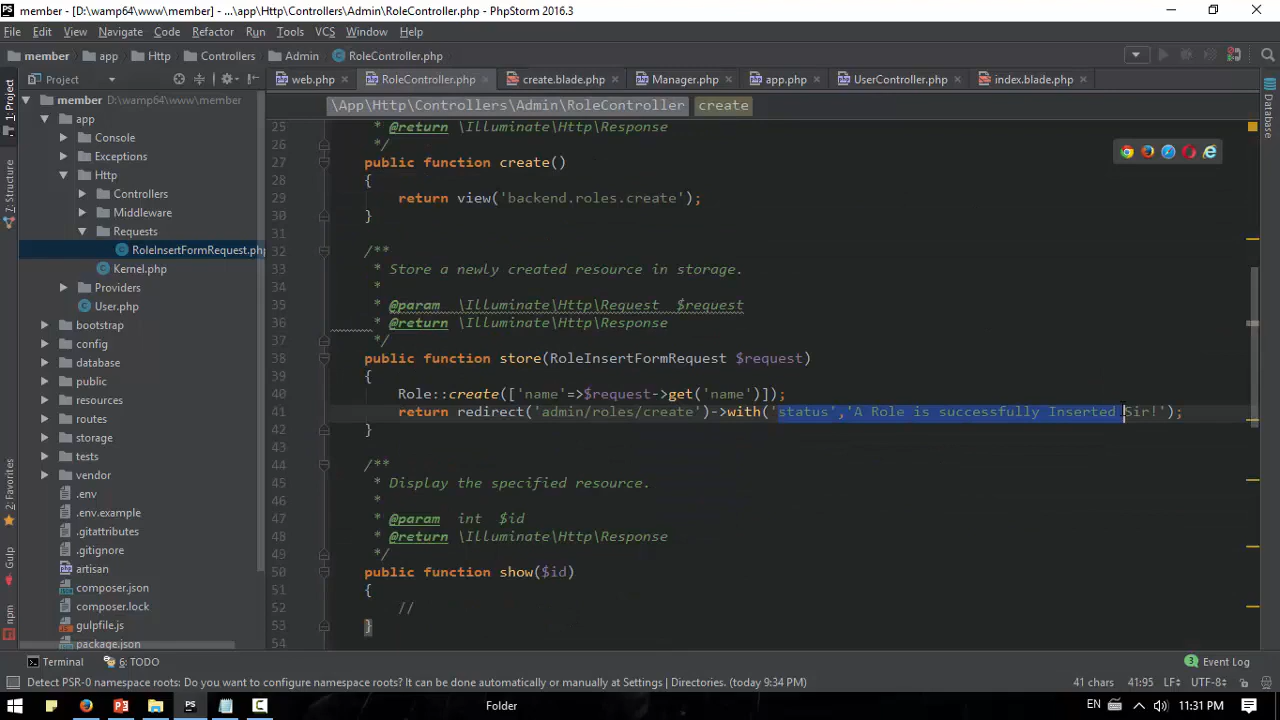 member - [D:\wamp64\www\member] - ...\app\Http\Controllers\Admin\RoleController.php - PhpStorm 2016.3
File Edit View Navigate Code Refactor Run Tools VCS Window Help
member app Http Controllers Admin RoleController.php
Project
web.php RoleController.php create.blade.php Manager.php app.php UserController.php index.blade.php
1: Project
7: Structure
2: Favorites
Gulp
npm
Database
member D:\wamp64\www\member
app
Console
Exceptions
Http
Controllers
Middleware
Requests
RoleInsertFormRequest.php
Kernel.php
Providers
User.php
bootstrap
config
database
public
resources
routes
storage
tests
vendor
.env
.env.example
.gitattributes
.gitignore
artisan
composer.json
composer.lock
gulpfile.js
package.json
\App\Http\Controllers\Admin\RoleController create
25 * @return \Illuminate\Http\Response
26 */
27 public function create()
28 {
29 return view('backend.roles.create');
30 }
31
32 /**
33 * Store a newly created resource in storage.
34 *
35 * @param \Illuminate\Http\Request $request
36 * @return \Illuminate\Http\Response
37 */
38 public function store(RoleInsertFormRequest $request)
39 {
40 Role::create(['name'=>$request->get('name')]);
41 return redirect('admin/roles/create')->with('status','A Role is successfully Inserted Sir!');
42 }
43
44 /**
45 * Display the specified resource.
46 *
47 * @param int $id
48 * @return \Illuminate\Http\Response
49 */
50 public function show($id)
51 {
52 //
53 }
54
Terminal 6: TODO Event Log
3
Detect PSR-0 namespace roots: Do you want to configure namespace roots? It can be done automatically or manually at Settings | Directories. (today 9:34 PM) 41 chars 41:95 LF÷ UTF-8÷
Folder EN 11:31 PM